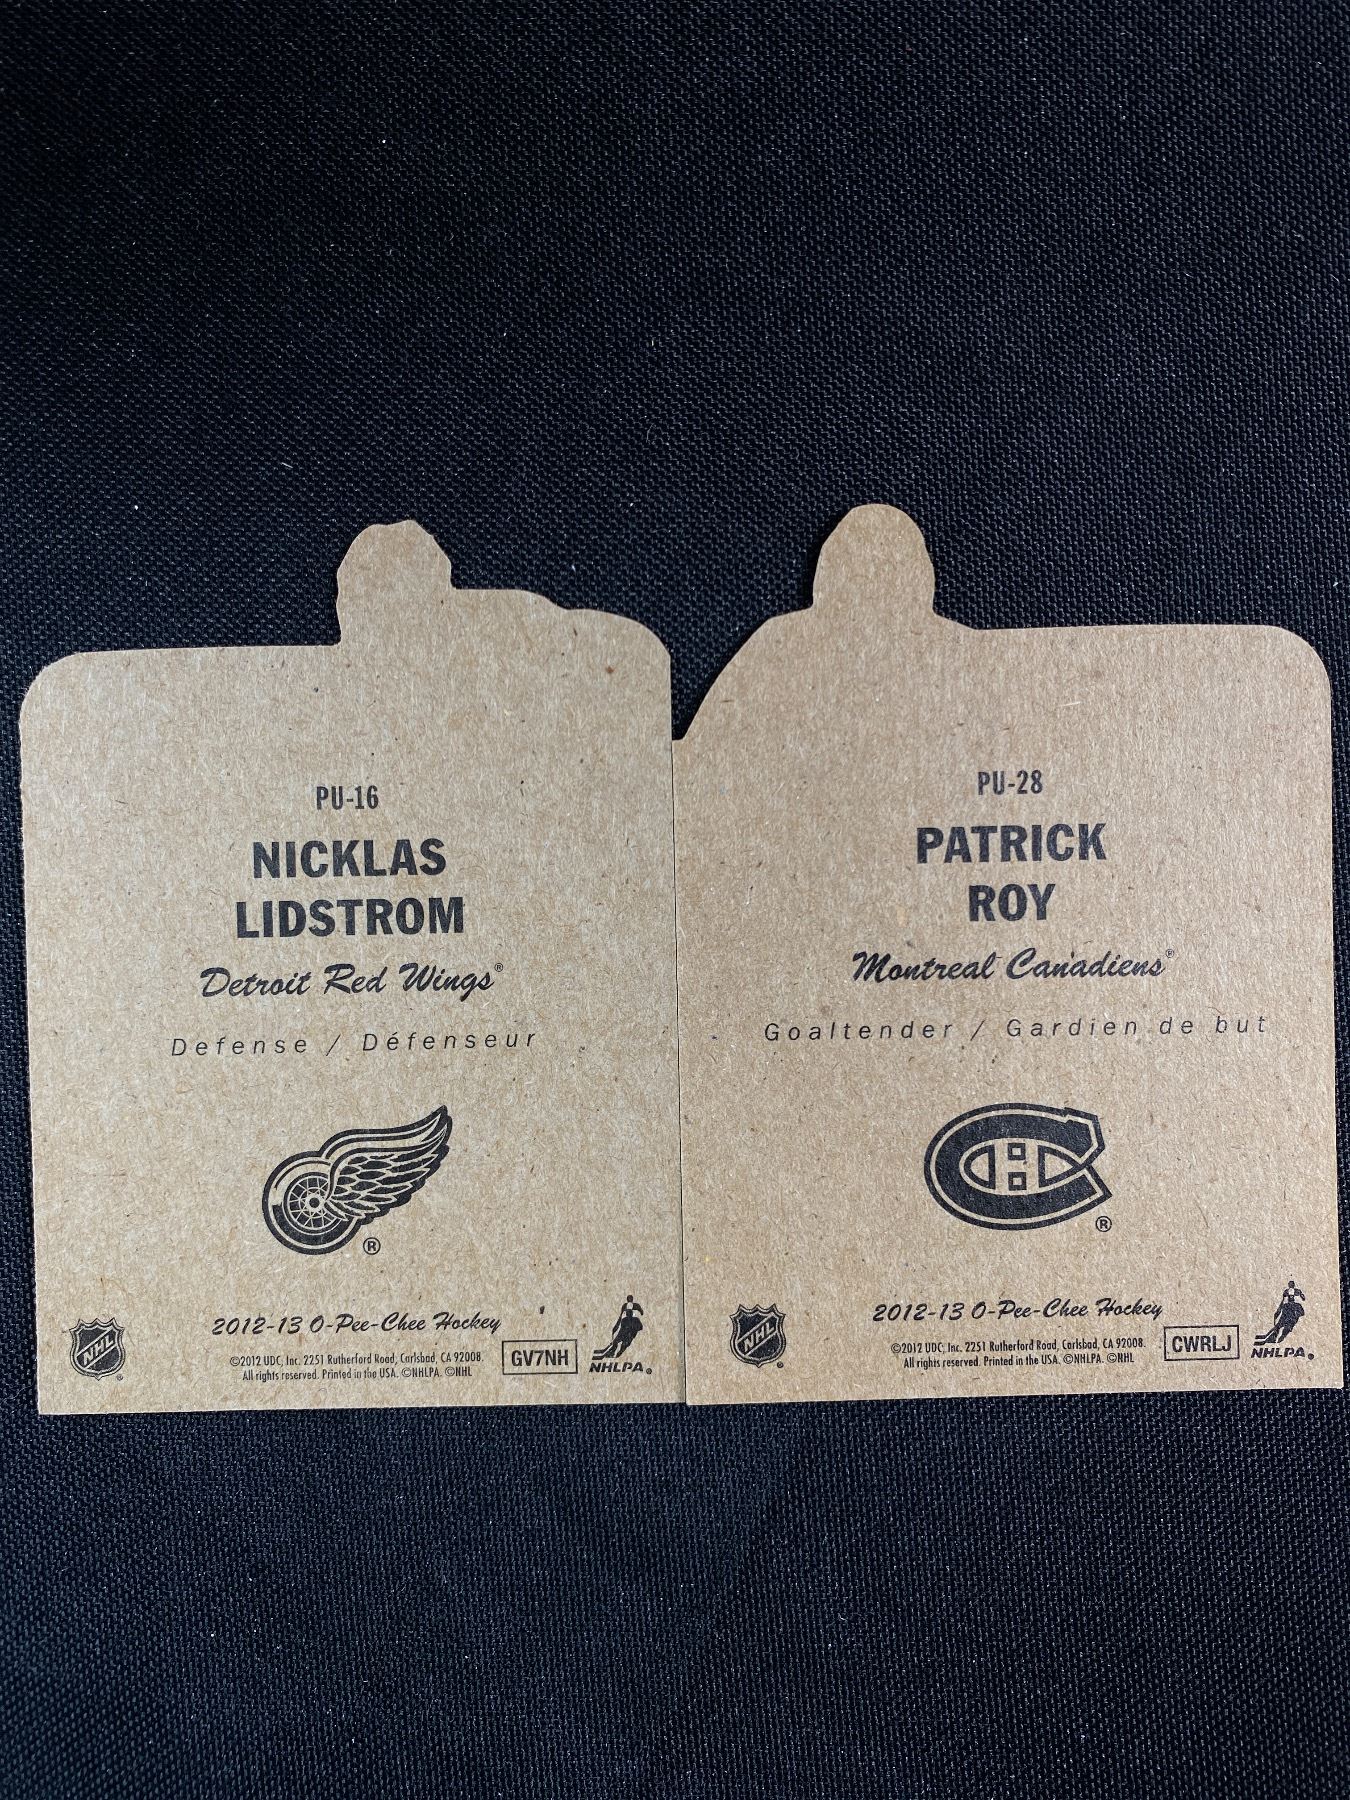 PU-16
NICKLAS
LIDSTROM
Detroit Red Wings®
Defense / Défenseur
®
2012-13 O-Pee-Chee Hockey
©2012 UDC, Inc. 2251 Rutherford Road, Carlsbad, CA 92008.
All rights reserved. Printed in the USA. ©NHLPA. ©NHL
GV7NH
NHL
NHLPA®
PU-28
PATRICK
ROY
Montreal Canadiens®
Goaltender / Gardien de but
CH
®
2012-13 O-Pee-Chee Hockey
©2012 UDC, Inc. 2251 Rutherford Road, Carlsbad, CA 92008.
All rights reserved. Printed in the USA. ©NHLPA. ©NHL
CWRLJ
NHL
NHLPA®